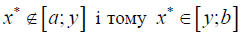 x* ∉ [a; y] і тому x* ∈ [y; b]